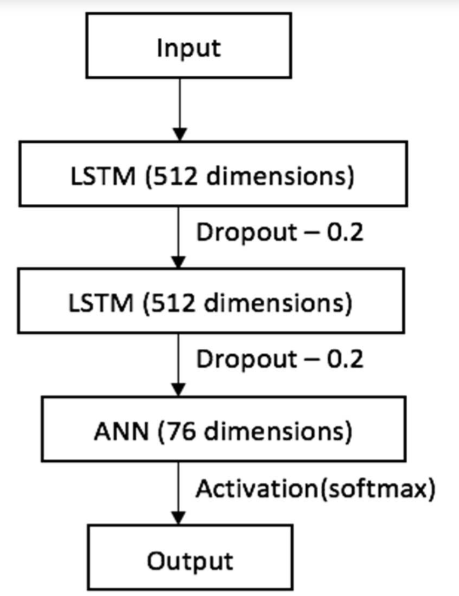 Input
LSTM (512 dimensions)
Dropout – 0.2
LSTM (512 dimensions)
Dropout – 0.2
ANN (76 dimensions)
Activation(softmax)
Output